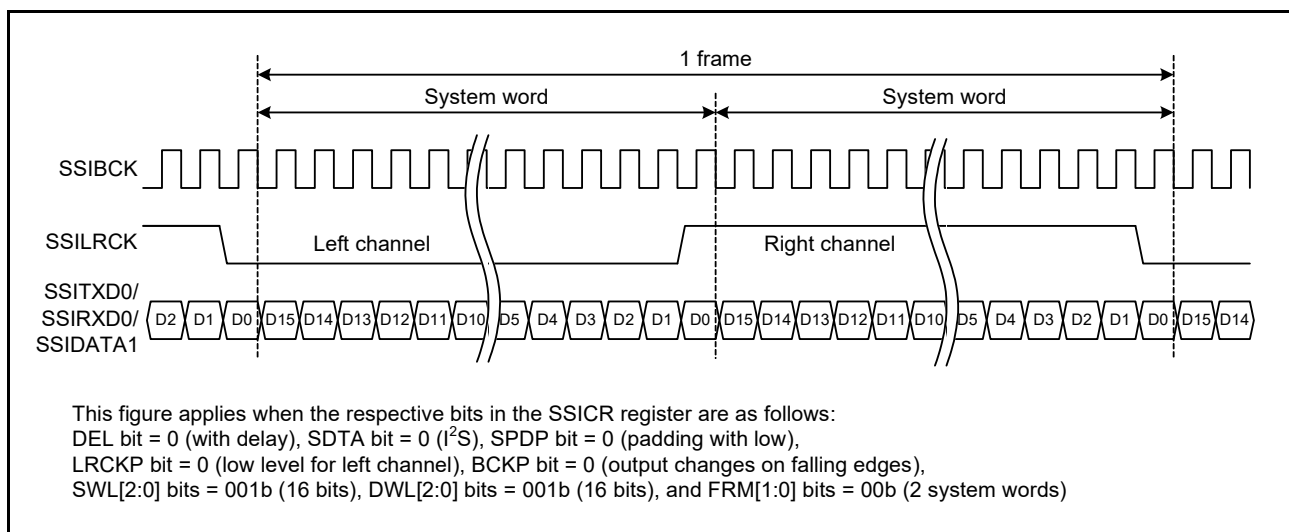 1 frame
System word System word
SSIBCK
SSILRCK Left channel Right channel
SSITXD0/
SSIRXD0/
SSIDATA1
D2 D1 D0 D15 D14 D13 D12 D11 D10 D5 D4 D3 D2 D1 D0 D15 D14 D13 D12 D11 D10 D5 D4 D3 D2 D1 D0 D15 D14
This figure applies when the respective bits in the SSICR register are as follows:
DEL bit = 0 (with delay), SDTA bit = 0 (I²S), SPDP bit = 0 (padding with low),
LRCKP bit = 0 (low level for left channel), BCKP bit = 0 (output changes on falling edges),
SWL[2:0] bits = 001b (16 bits), DWL[2:0] bits = 001b (16 bits), and FRM[1:0] bits = 00b (2 system words)